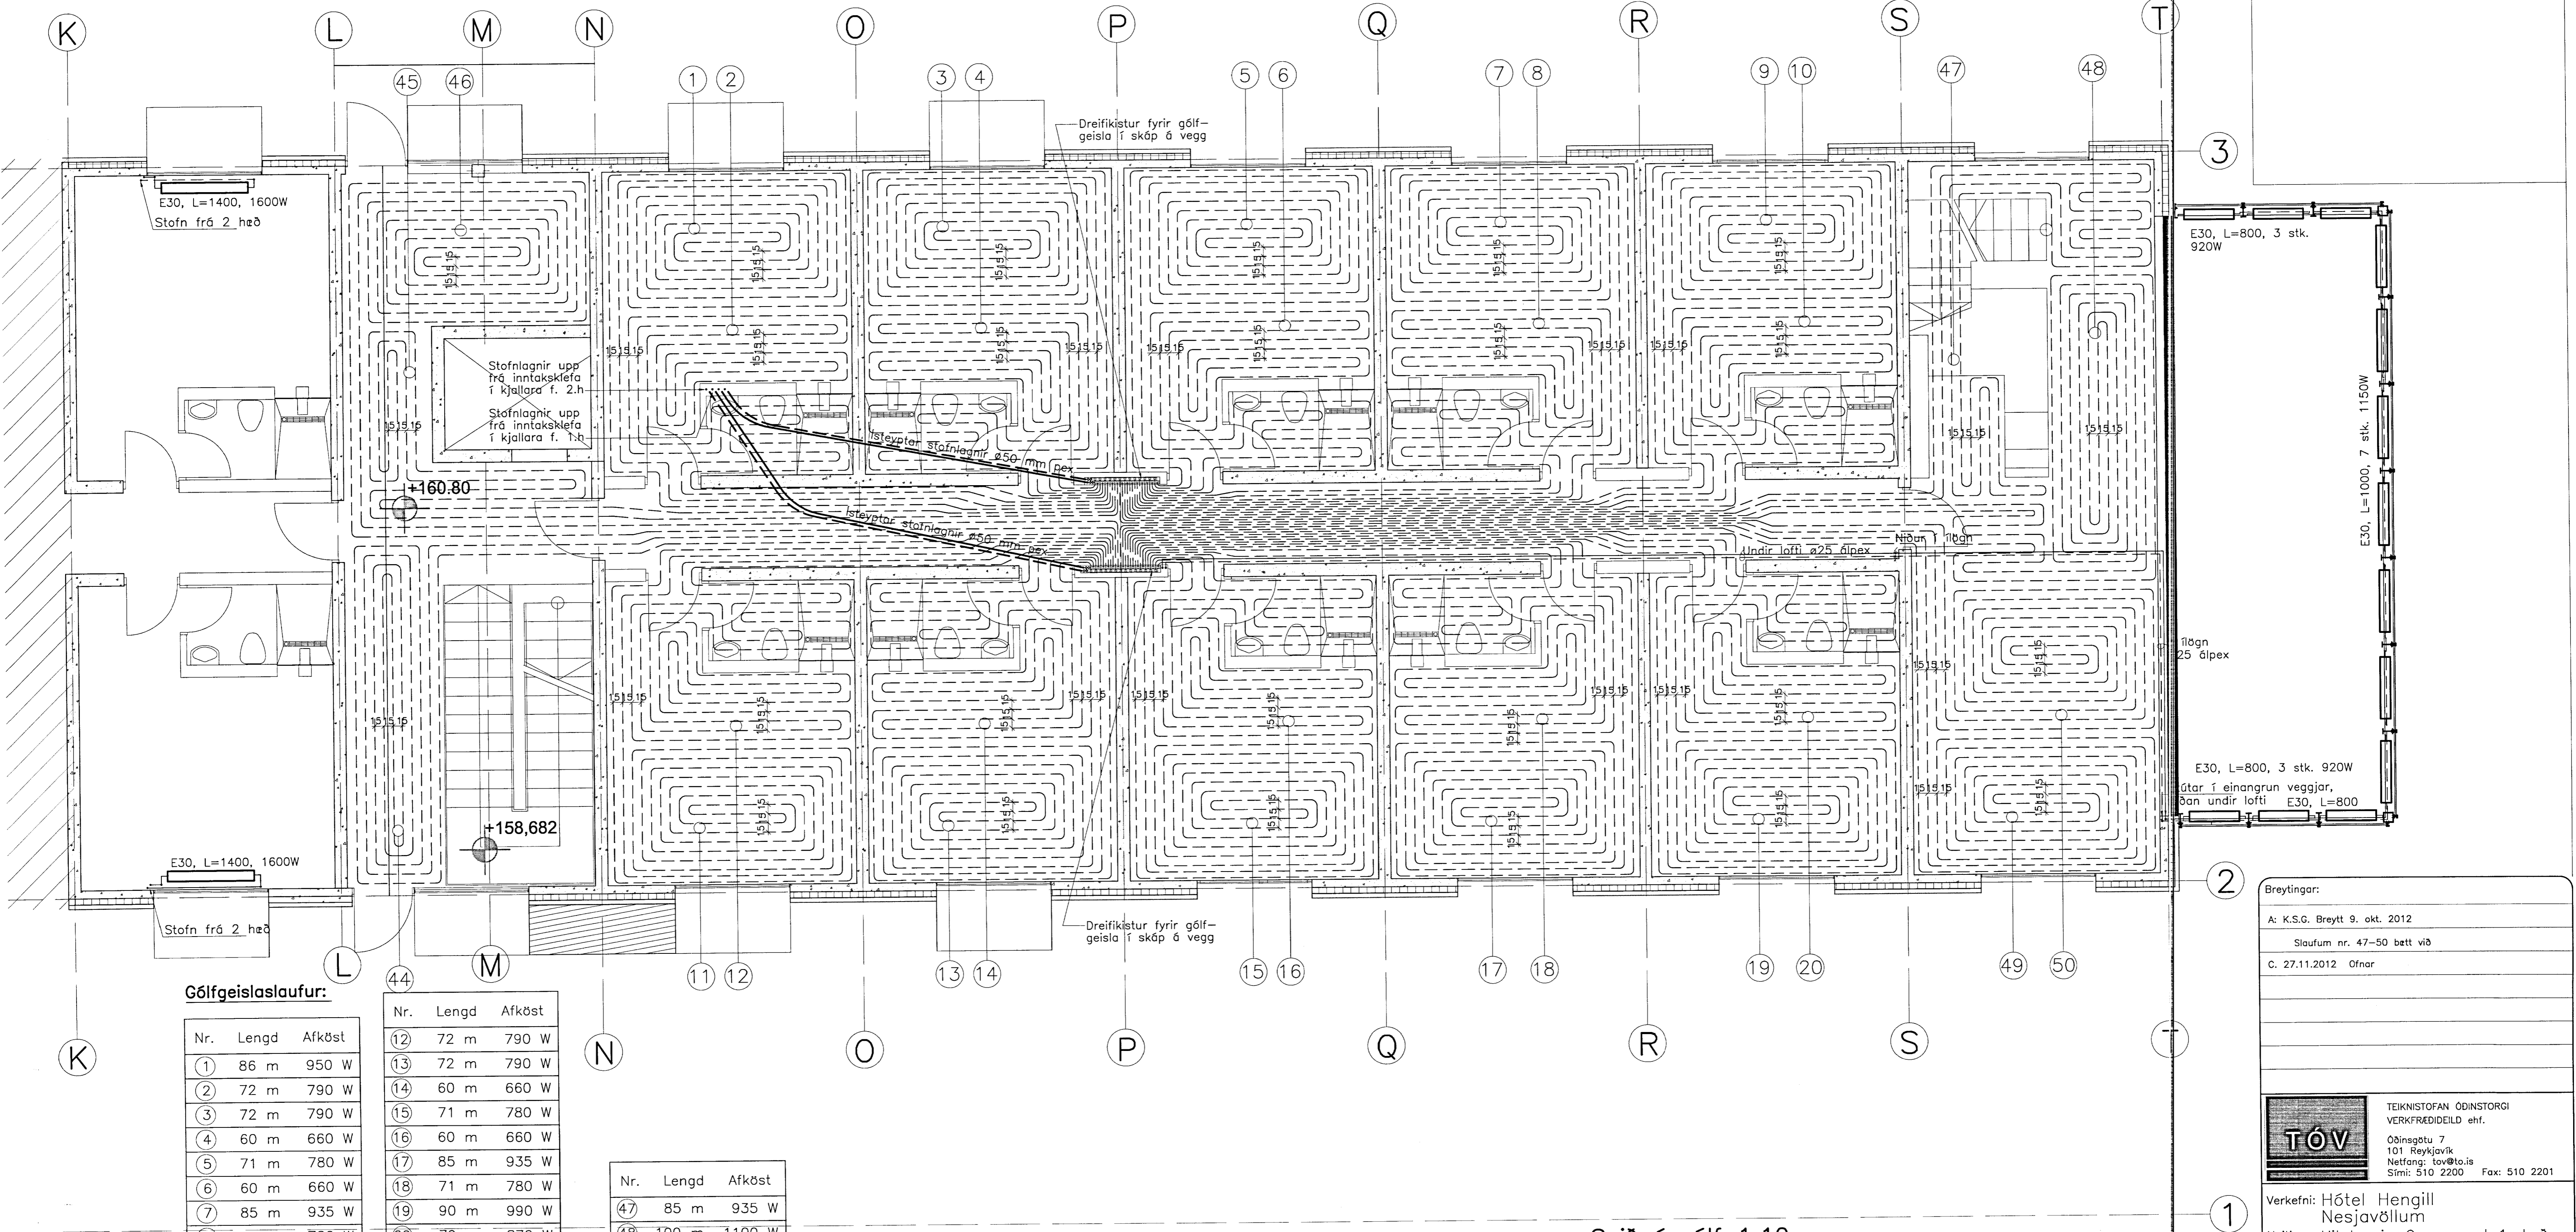 K L M N O P Q R S T
45 46 1 2 3 4 5 6 7 8 9 10 47 48
3
Dreifikistur fyrir gólf-
geisla í skáp á vegg
E30, L=1400, 1600W
Stofn frá 2 hæð
E30, L=800, 3 stk.
920W
Stofnlagnir upp
frá inntaksklefa
í kjallara f. 2.h
Stofnlagnir upp
frá inntaksklefa
í kjallara f. 1.h
Ísteyptar stofnlagnir ø50 mm pex
E30, L=1000, 7 stk. 1150W
+160.80
Ísteyptar stofnlagnir ø50 mm pex
Undir lofti ø25 álpex
Niður í ílögn
ílögn
25 álpex
E30, L=800, 3 stk. 920W
útar í einangrun veggjar,
ðan undir lofti E30, L=800
+158,682
E30, L=1400, 1600W
Stofn frá 2 hæð
2
Dreifikistur fyrir gólf-
geisla í skáp á vegg
L 44 M 11 12 13 14 15 16 17 18 19 20 49 50
K N O P Q R S T
Gólfgeislaslaufur:
Nr. Lengd Afköst
1 86 m 950 W
2 72 m 790 W
3 72 m 790 W
4 60 m 660 W
5 71 m 780 W
6 60 m 660 W
7 85 m 935 W
Nr. Lengd Afköst
12 72 m 790 W
13 72 m 790 W
14 60 m 660 W
15 71 m 780 W
16 60 m 660 W
17 85 m 935 W
18 71 m 780 W
19 90 m 990 W
Nr. Lengd Afköst
47 85 m 935 W
48 100 m 1100 W
1
Breytingar:
A: K.S.G. Breytt 9. okt. 2012
Slaufum nr. 47-50 bætt við
C. 27.11.2012 Ofnar
TÓV
TEIKNISTOFAN ÓÐINSTORGI
VERKFRÆÐIDEILD ehf.
Óðinsgötu 7
101 Reykjavík
Netfang: tov@to.is
Sími: 510 2200 Fax: 510 2201
Verkefni: Hótel Hengill
Nesjavöllum